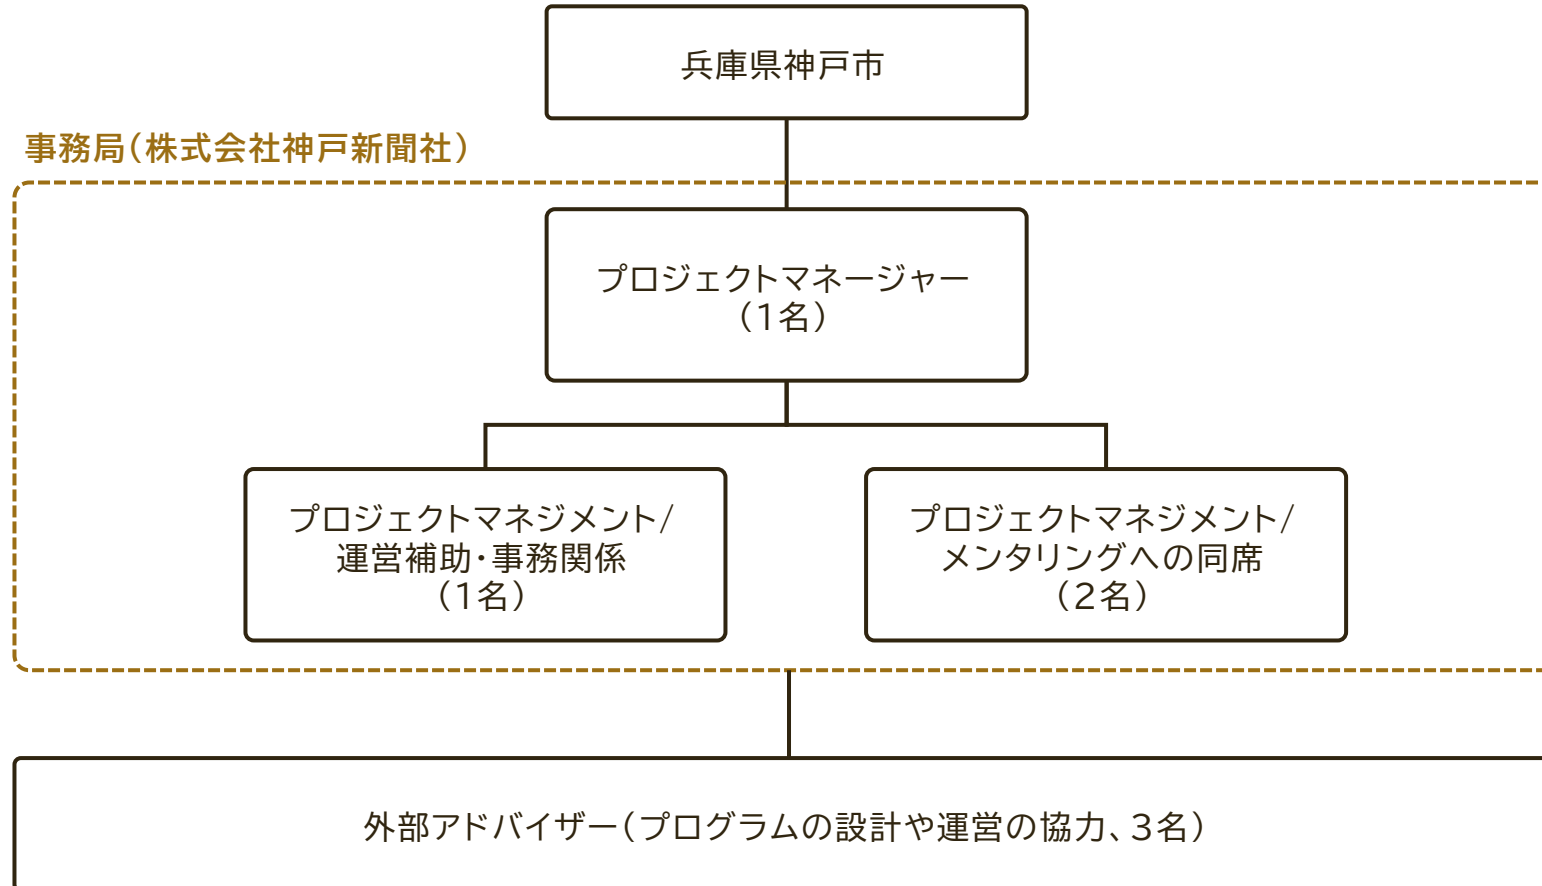 兵庫県神戸市
事務局（株式会社神戸新聞社）
プロジェクトマネージャー
（1名）
プロジェクトマネジメント/
運営補助・事務関係
（1名）
プロジェクトマネジメント/
メンタリングへの同席
（2名）
外部アドバイザー（プログラムの設計や運営の協力、3名）